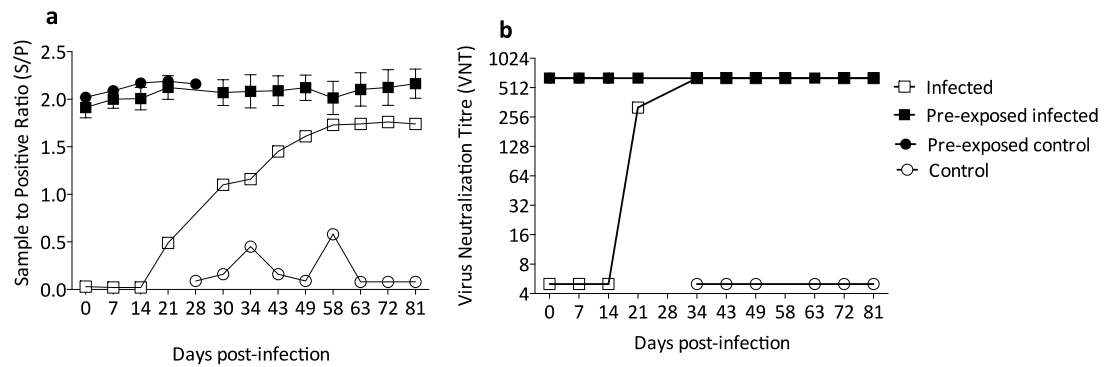 a
Sample to Positive Ratio (S/P)
2.5
2.0
1.5
1.0
0.5
0.0
0 7 14 21 28 30 34 43 49 58 63 72 81
Days post-infection
b
Virus Neutralization Titre (VNT)
1024
512
256
128
64
32
16
8
4
0 7 14 21 28 34 43 49 58 63 72 81
Days post-infection
Infected
Pre-exposed infected
Pre-exposed control
Control